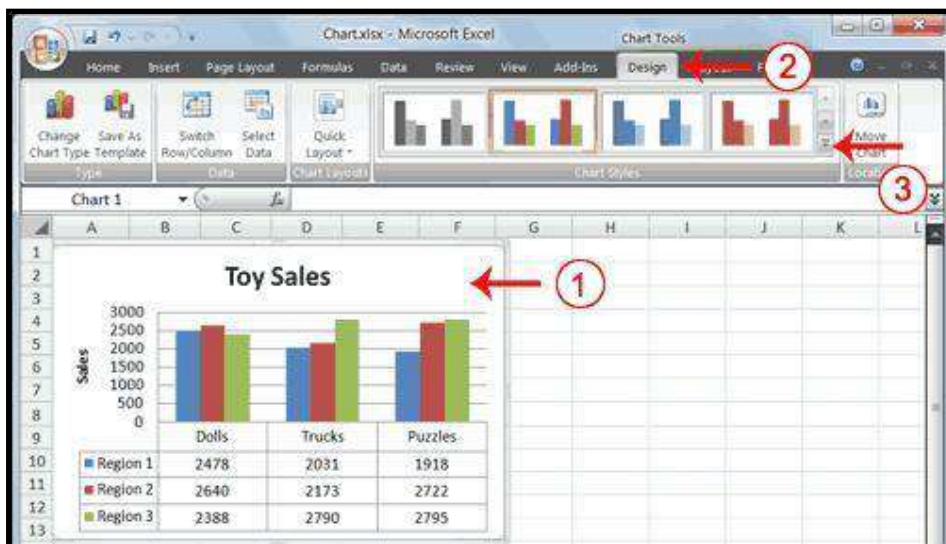 Chart.xlsx - Microsoft Excel
Chart Tools
Home Insert Page Layout Formulas Data Review View Add-Ins Design
2
Change Chart Type
Save As Template
Switch Row/Column
Select Data
Quick Layout
Move Chart
Type Data Chart Layouts Chart Styles
3
Chart 1
fx
A B C D E F G H I J K L
1
2
3
4
5
6
7
8
9
10
11
12
13
Toy Sales
1
Sales
3000
2500
2000
1500
1000
500
0
Dolls Trucks Puzzles
Region 1 2478 2031 1918
Region 2 2640 2173 2722
Region 3 2388 2790 2795